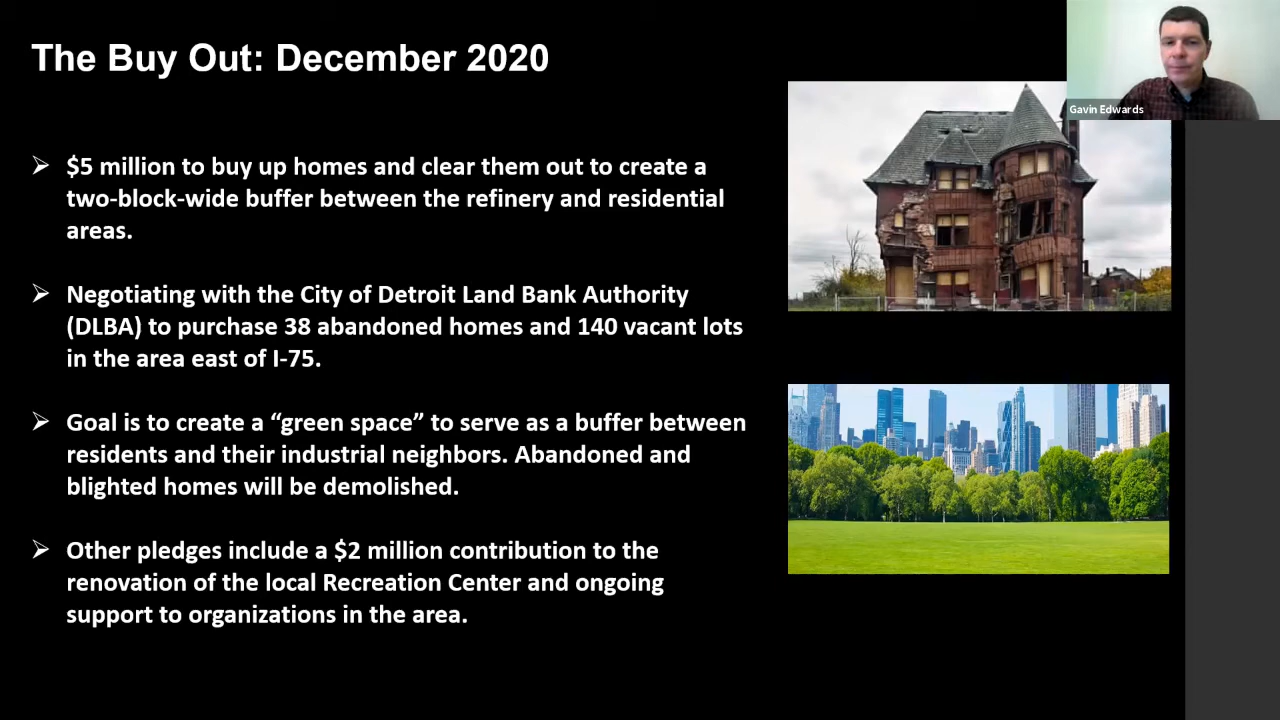 The Buy Out: December 2020
Gavin Edwards
➢ $5 million to buy up homes and clear them out to create a
two-block-wide buffer between the refinery and residential
areas.
➢ Negotiating with the City of Detroit Land Bank Authority
(DLBA) to purchase 38 abandoned homes and 140 vacant lots
in the area east of I-75.
➢ Goal is to create a “green space” to serve as a buffer between
residents and their industrial neighbors. Abandoned and
blighted homes will be demolished.
➢ Other pledges include a $2 million contribution to the
renovation of the local Recreation Center and ongoing
support to organizations in the area.